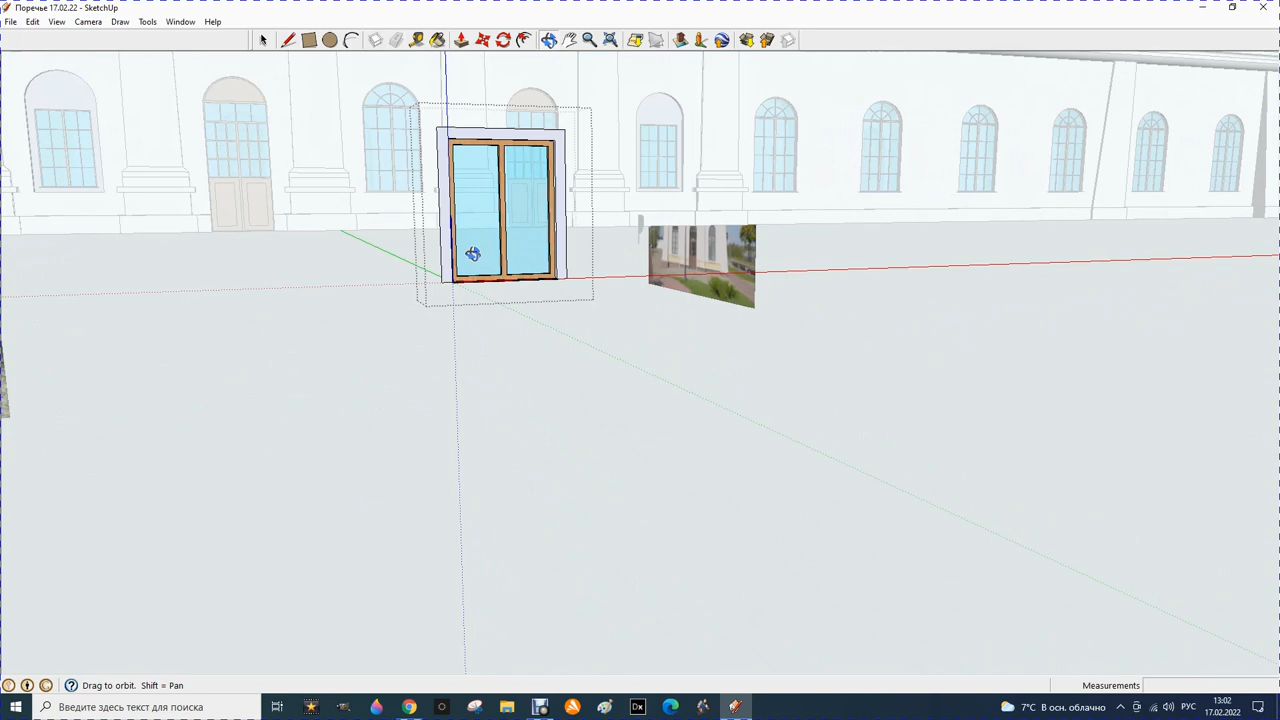 Поречье 17.02.22 - SketchUp
File Edit View Camera Draw Tools Window Help
Drag to orbit. Shift = Pan
Measurements
Введите здесь текст для поиска
Dx
7°C В осн. облачно
РУС
13:02
17.02.2022